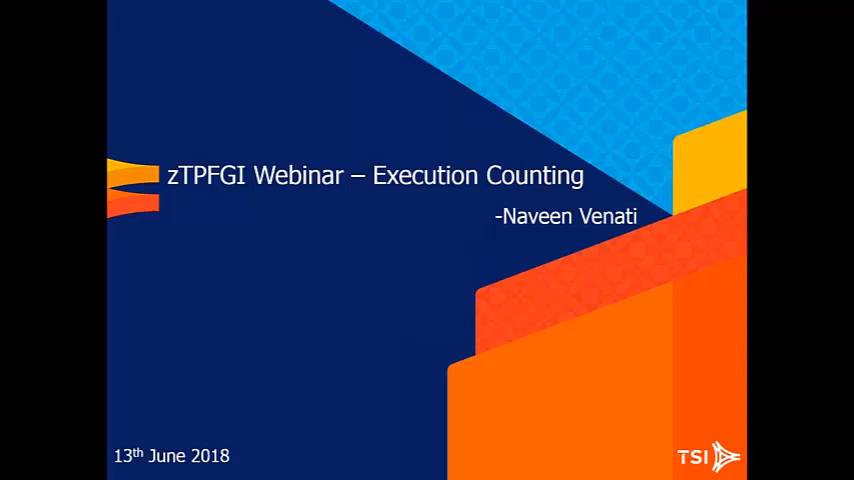 zTPFGI Webinar – Execution Counting
-Naveen Venati
13th June 2018
TSI